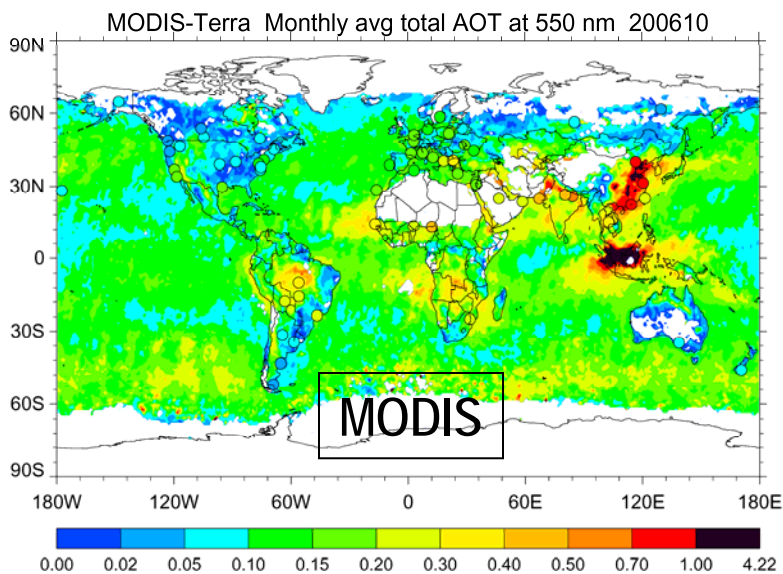 MODIS-Terra Monthly avg total AOT at 550 nm 200610
90N
60N
30N
0
30S
60S
90S
MODIS
180W 120W 60W 0 60E 120E 180E
0.00 0.02 0.05 0.10 0.15 0.20 0.30 0.40 0.50 0.70 1.00 4.22